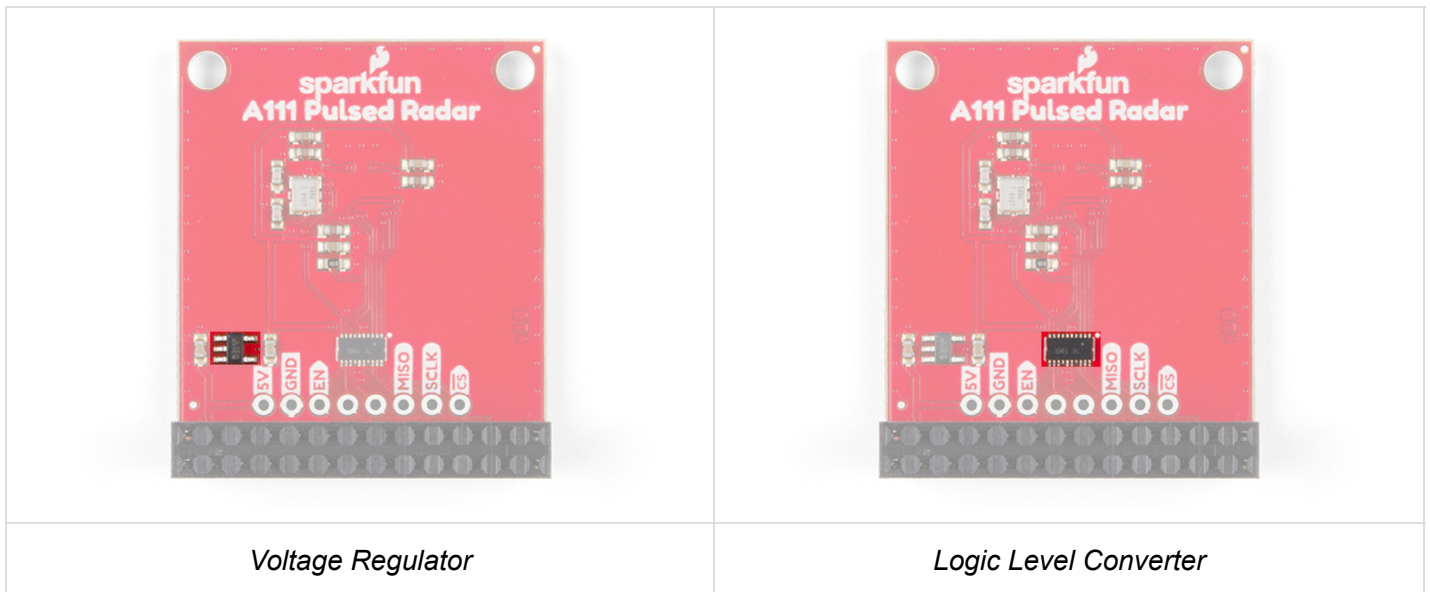 sparkfun
A111 Pulsed Radar
5V
GND
EN
MISO
SCLK
CS
sparkfun
A111 Pulsed Radar
5V
GND
EN
MISO
SCLK
CS
Voltage Regulator
Logic Level Converter